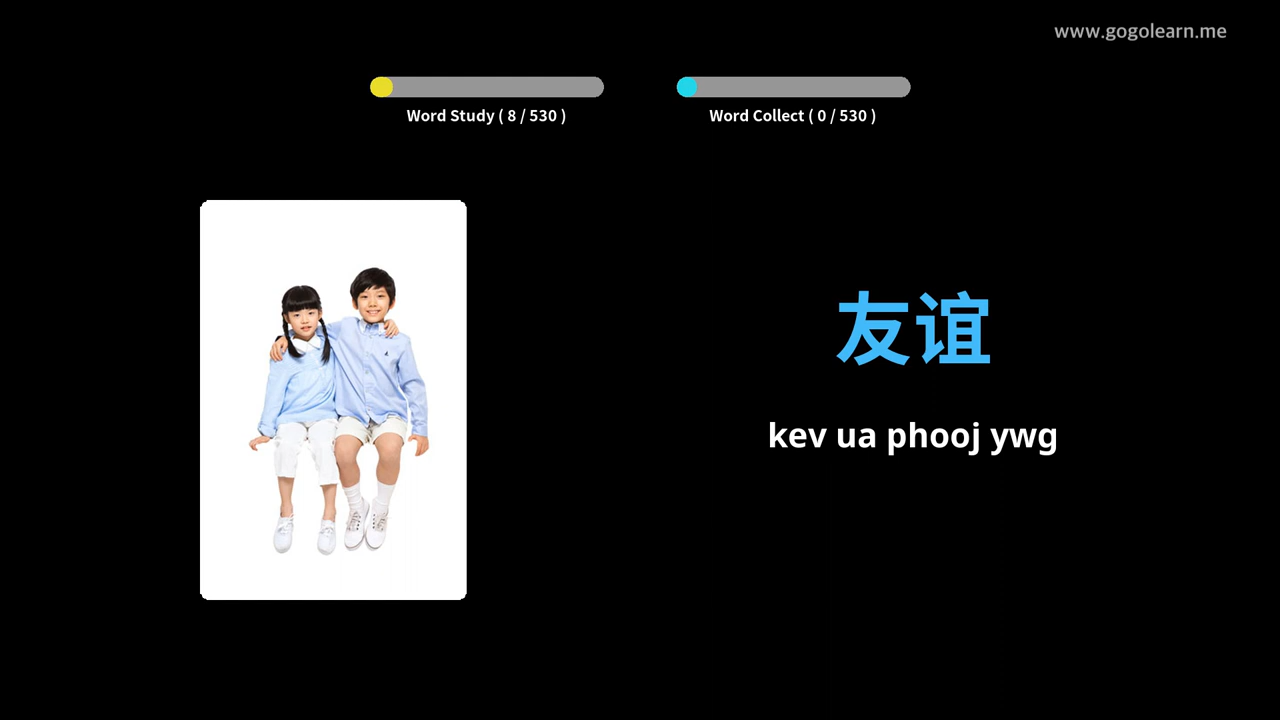 www.gogolearn.me
Word Study ( 8 / 530 )
Word Collect ( 0 / 530 )
友谊
kev ua phooj ywg